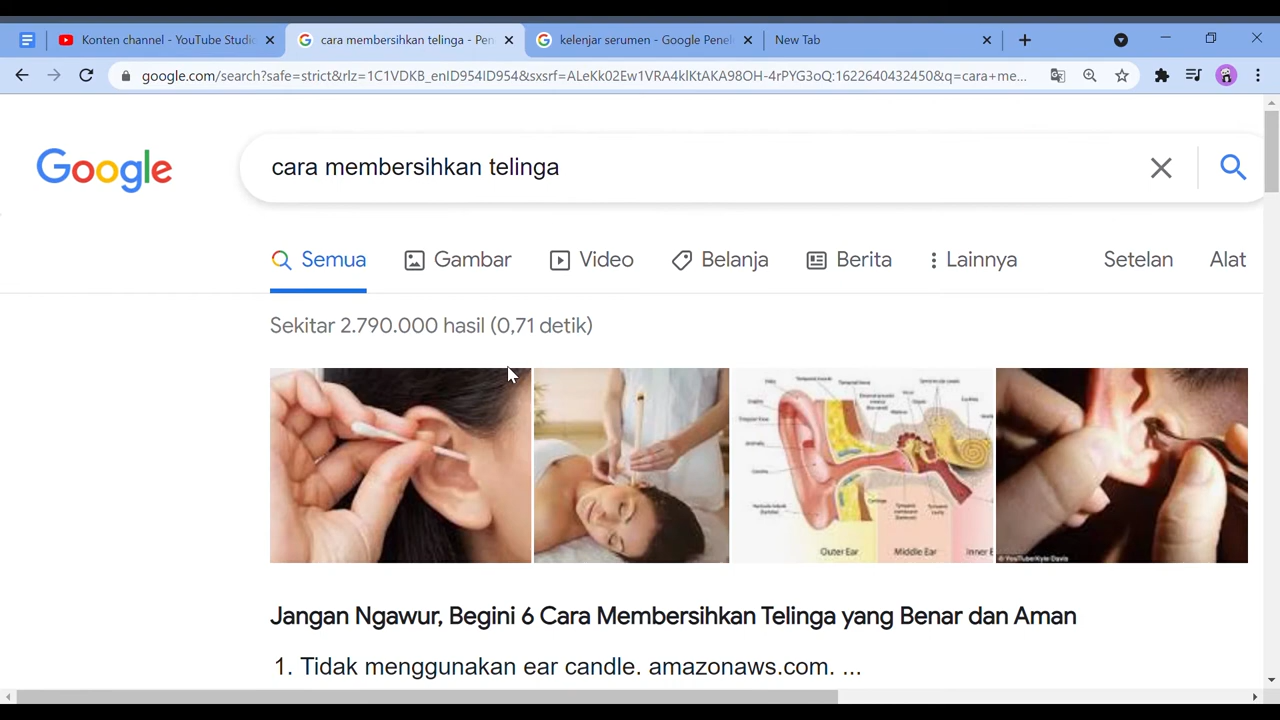 Konten channel - YouTube Studio
cara membersihkan telinga - Pen
kelenjar serumen - Google Penel
New Tab
google.com/search?safe=strict&rlz=1C1VDKB_enID954ID954&sxsrf=ALeKk02Ew1VRA4klKtAKA98OH-4rPYG3oQ:1622640432450&q=cara+me...
Google
cara membersihkan telinga
Semua
Gambar
Video
Belanja
Berita
Lainnya
Setelan
Alat
Sekitar 2.790.000 hasil (0,71 detik)
Outer Ear
Middle Ear
Inner E
© YouTube/Kyle Davis
Jangan Ngawur, Begini 6 Cara Membersihkan Telinga yang Benar dan Aman
1. Tidak menggunakan ear candle. amazonaws.com. ...